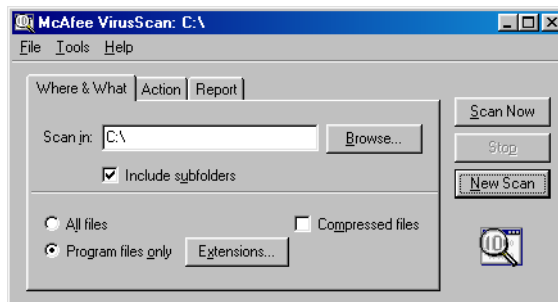 McAfee VirusScan: C:\
File Tools Help
Where & What Action Report
Scan in: C:\ Browse...
Include subfolders
All files Compressed files
Program files only Extensions...
Scan Now
Stop
New Scan